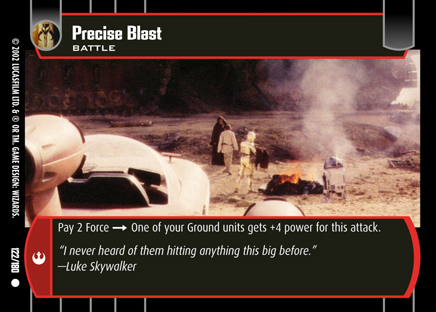 Precise Blast
BATTLE
Pay 2 Force → One of your Ground units gets +4 power for this attack.
"I never heard of them hitting anything this big before."
—Luke Skywalker
© 2002 LUCASFILM LTD. & ® OR TM. GAME DESIGN: WIZARDS.
122/180